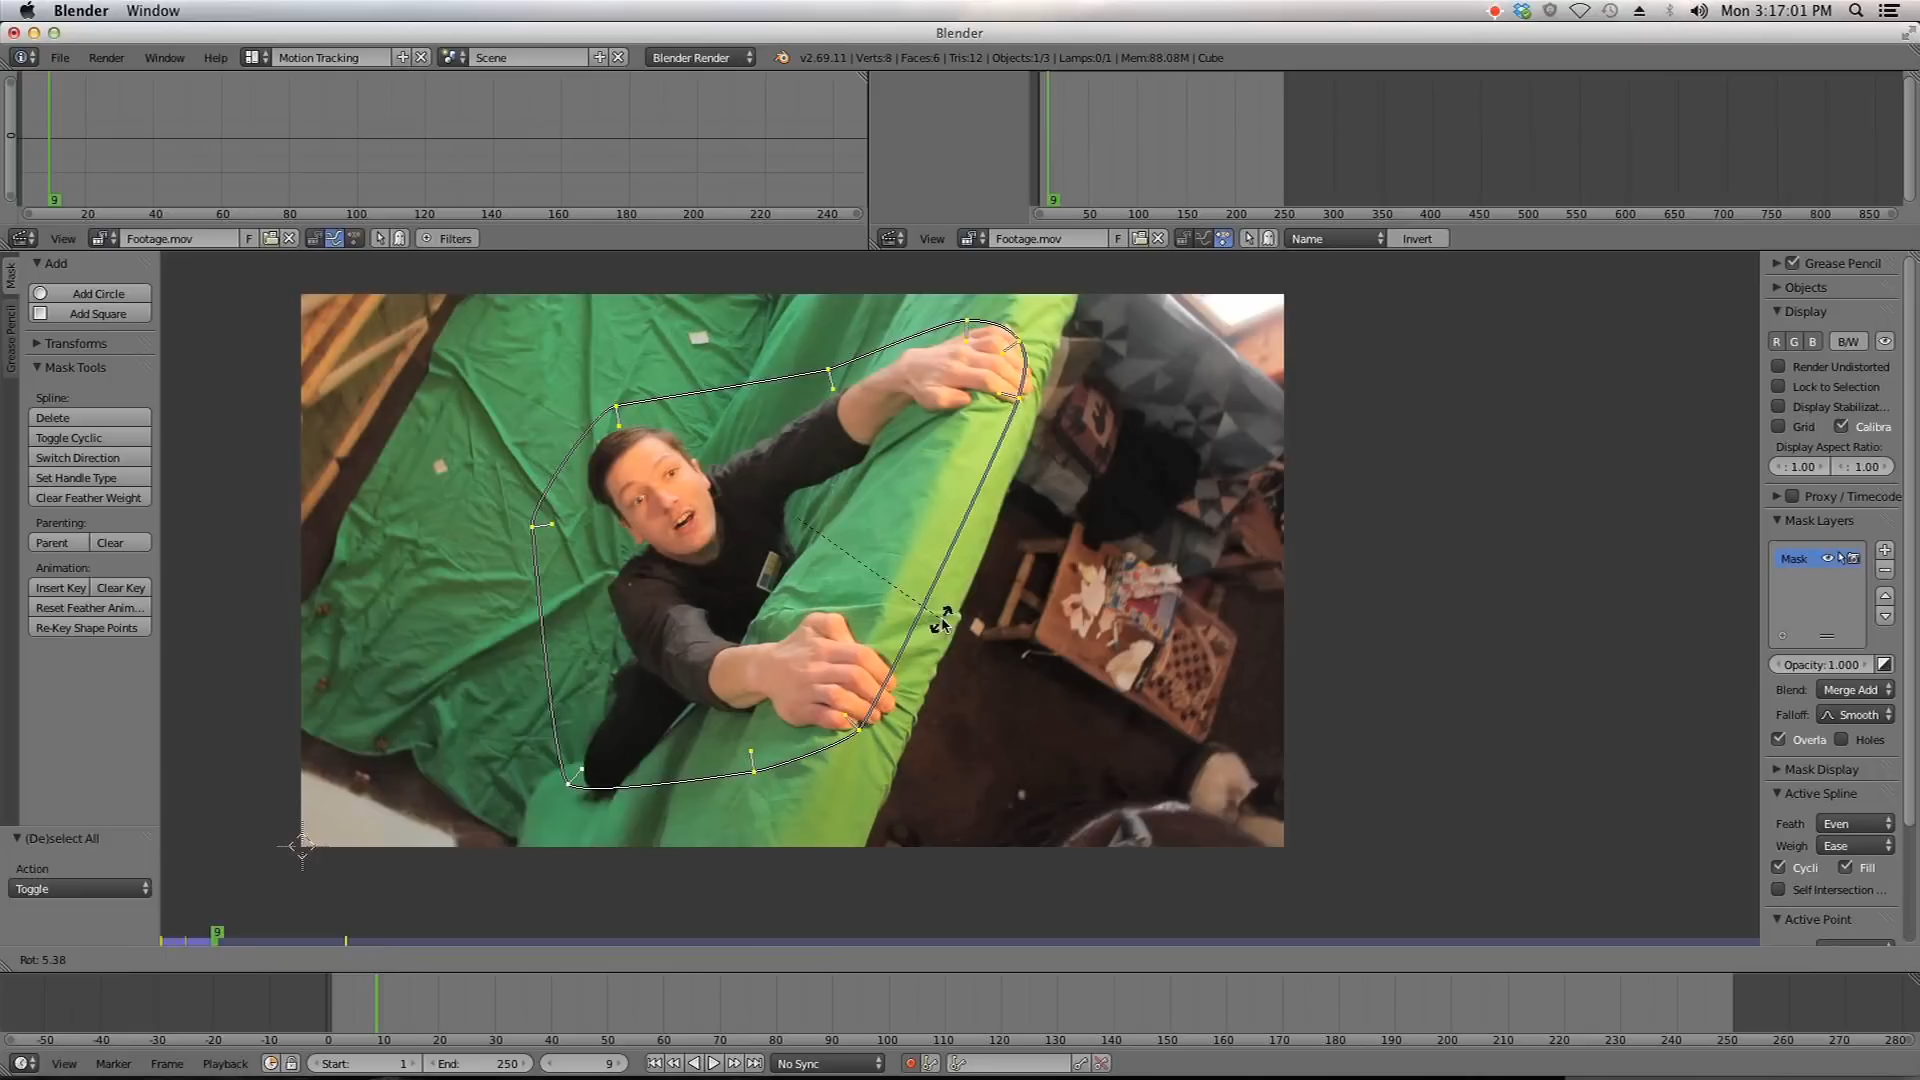 Blender Window Mon 3:17:01 PM
Blender
File Render Window Help Motion Tracking Scene Blender Render v2.69.11 | Verts:8 | Faces:6 | Tris:12 | Objects:1/3 | Lamps:0/1 | Mem:88.08M | Cube
0
9 9
20 40 60 80 100 120 140 160 180 200 220 240 50 100 150 200 250 300 350 400 450 500 550 600 650 700 750 800 850
View Footage.mov F Filters View Footage.mov F Name Invert
Mask
Grease Pencil
Add
Add Circle
Add Square
Transforms
Mask Tools
Spline:
Delete
Toggle Cyclic
Switch Direction
Set Handle Type
Clear Feather Weight
Parenting:
Parent Clear
Animation:
Insert Key Clear Key
Reset Feather Anim...
Re-Key Shape Points
(De)select All
Action
Toggle
Grease Pencil
Objects
Display
R G B B/W
Render Undistorted
Lock to Selection
Display Stabilizat...
Grid Calibra
Display Aspect Ratio:
: 1.00 : 1.00
Proxy / Timecode
Mask Layers
Mask
Opacity: 1.000
Blend: Merge Add
Falloff: Smooth
Overla Holes
Mask Display
Active Spline
Feath Even
Weigh Ease
Cycli Fill
Self Intersection ...
Active Point
9
Rot: 5.38
-50 -40 -30 -20 -10 0 10 20 30 40 50 60 70 80 90 100 110 120 130 140 150 160 170 180 190 200 210 220 230 240 250 260 270 280
View Marker Frame Playback Start: 1 End: 250 9 No Sync